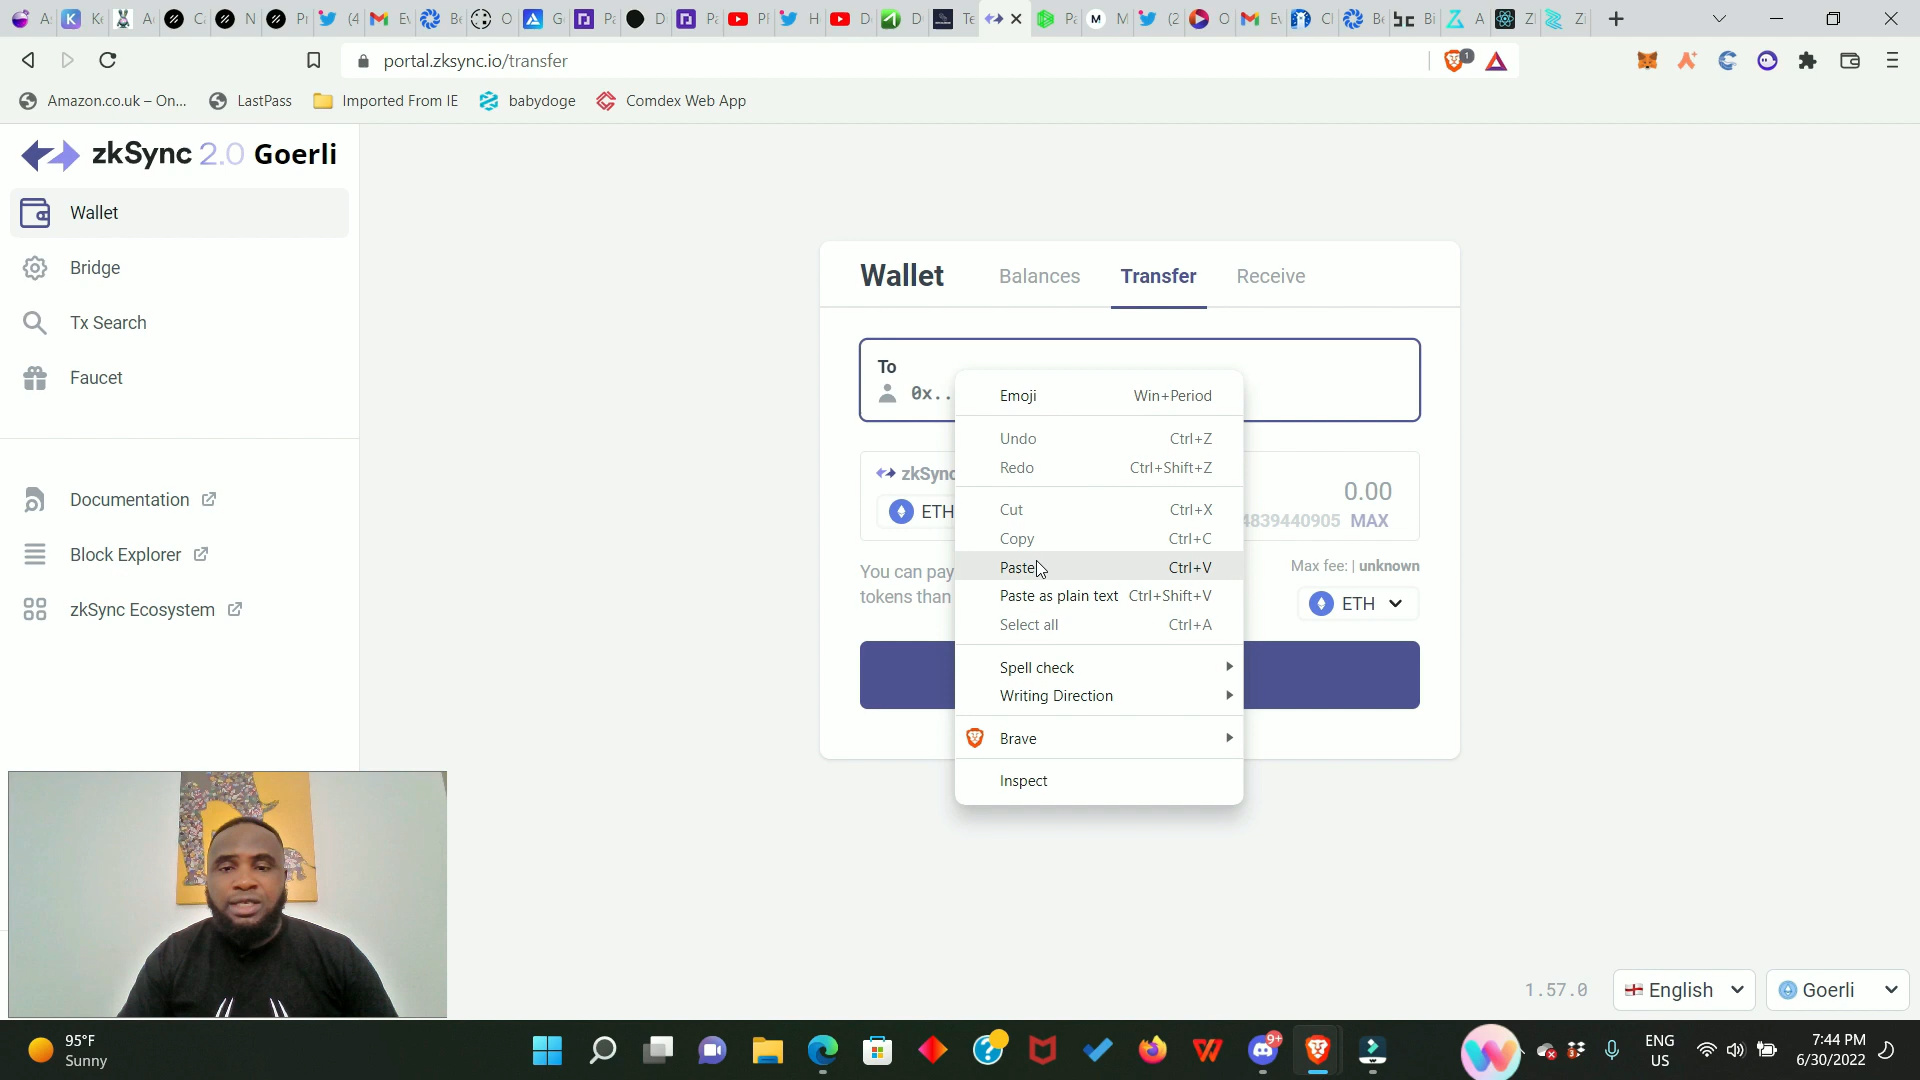 portal.zksync.io/transfer
1
Amazon.co.uk – On...
LastPass
Imported From IE
babydoge
Comdex Web App
zkSync 2.0 Goerli
Wallet
Bridge
Tx Search
Faucet
Documentation
Block Explorer
zkSync Ecosystem
Wallet
Balances
Transfer
Receive
To
0x..
zkSync
ETH
0.00
4839440905 MAX
You can pay
tokens than
Max fee: | unknown
ETH
Emoji Win+Period
Undo Ctrl+Z
Redo Ctrl+Shift+Z
Cut Ctrl+X
Copy Ctrl+C
Paste Ctrl+V
Paste as plain text Ctrl+Shift+V
Select all Ctrl+A
Spell check
Writing Direction
Brave
Inspect
1.57.0
English
Goerli
95°F
Sunny
9+
ENG
US
7:44 PM
6/30/2022